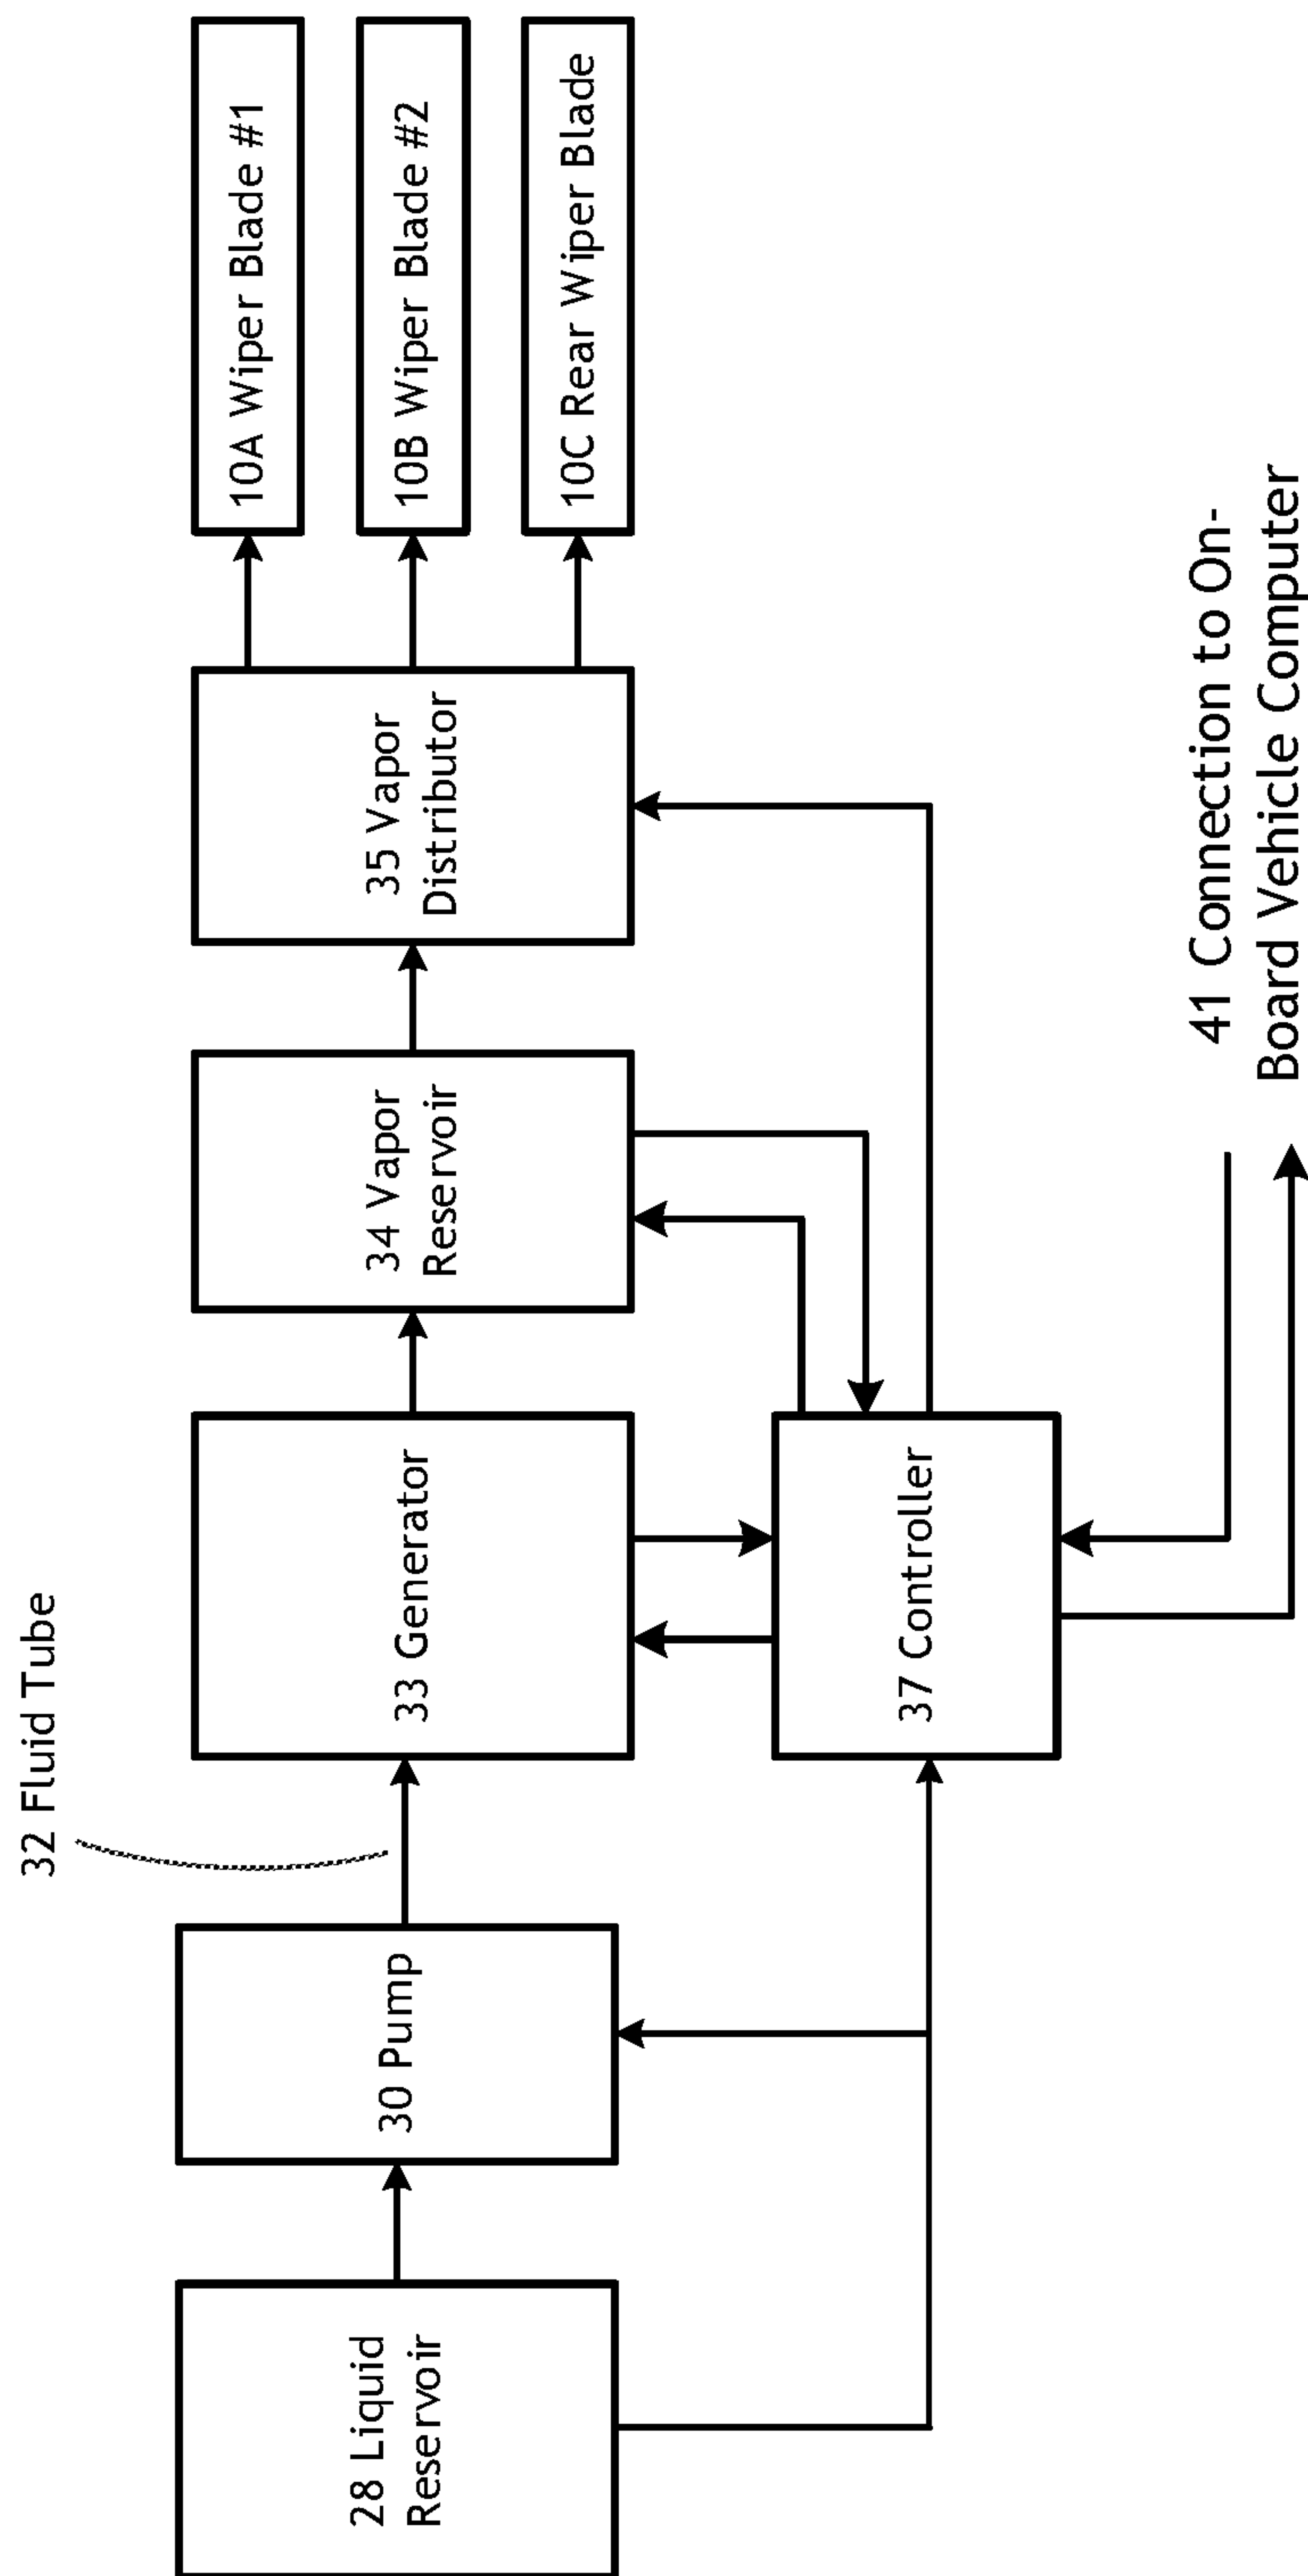 32 Fluid Tube
28 Liquid
Reservoir
30 Pump
33 Generator
34 Vapor
Reservoir
35 Vapor
Distributor
10A Wiper Blade #1
10B Wiper Blade #2
10C Rear Wiper Blade
37 Controller
41 Connection to On-
Board Vehicle Computer